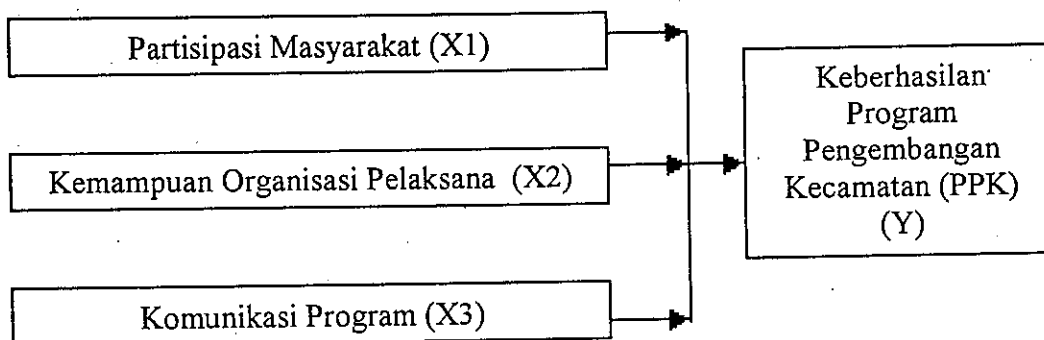 Partisipasi Masyarakat (X1)
Kemampuan Organisasi Pelaksana (X2)
Komunikasi Program (X3)
Keberhasilan
Program
Pengembangan
Kecamatan (PPK)
(Y)